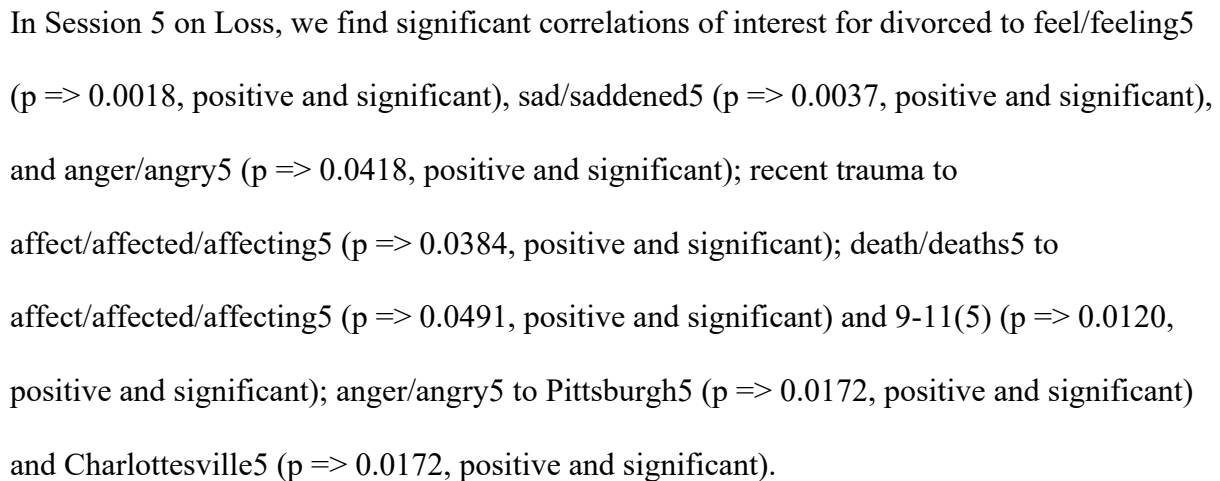 In Session 5 on Loss, we find significant correlations of interest for divorced to feel/feeling5
(p => 0.0018, positive and significant), sad/saddened5 (p => 0.0037, positive and significant),
and anger/angry5 (p => 0.0418, positive and significant); recent trauma to
affect/affected/affecting5 (p => 0.0384, positive and significant); death/deaths5 to
affect/affected/affecting5 (p => 0.0491, positive and significant) and 9-11(5) (p => 0.0120,
positive and significant); anger/angry5 to Pittsburgh5 (p => 0.0172, positive and significant)
and Charlottesville5 (p => 0.0172, positive and significant).